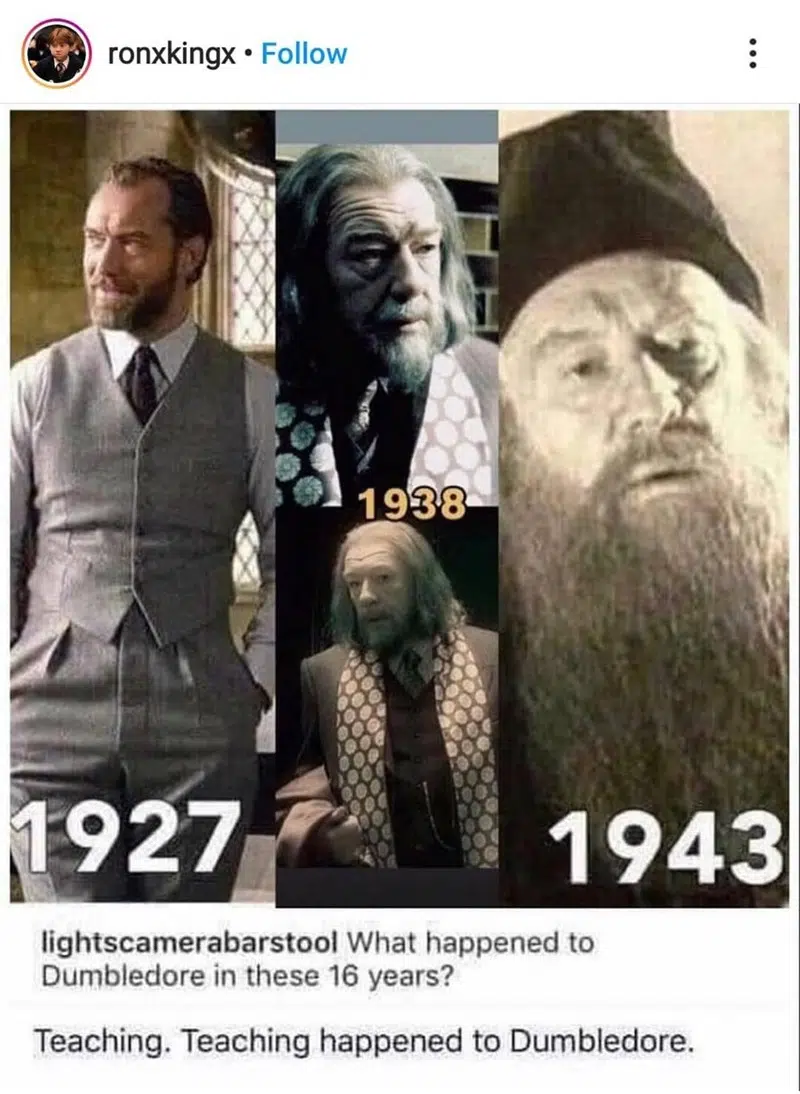 ronxkingx • Follow
1938
1927
1943
lightscamerabarstool What happened to
Dumbledore in these 16 years?
Teaching. Teaching happened to Dumbledore.